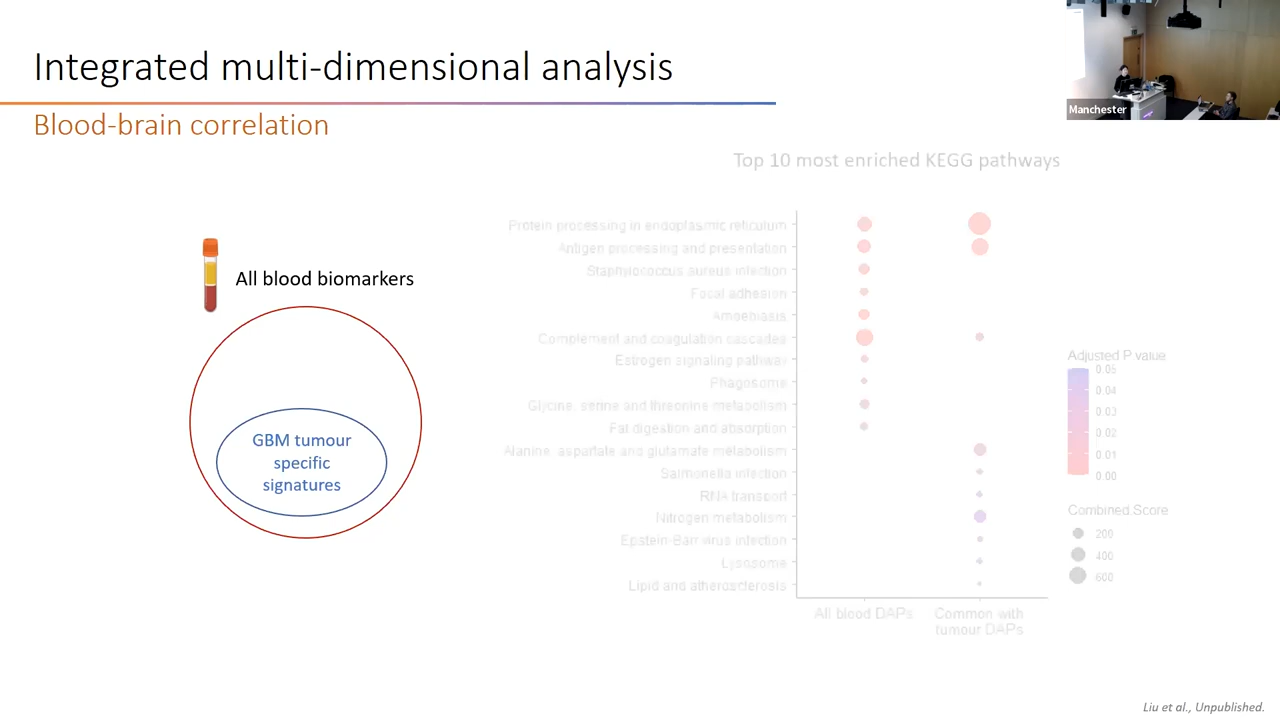 Integrated multi-dimensional analysis
Manchester
Blood-brain correlation
Top 10 most enriched KEGG pathways
All blood biomarkers
GBM tumour
specific
signatures
Protein processing in endoplasmic reticulum
Antigen processing and presentation
Staphylococcus aureus infection
Focal adhesion
Amoebiasis
Complement and coagulation cascades
Estrogen signaling pathway
Phagosome
Glycine, serine and threonine metabolism
Fat digestion and absorption
Alanine, aspartate and glutamate metabolism
Salmonella infection
RNA transport
Nitrogen metabolism
Epstein-Barr virus infection
Lysosome
Lipid and atherosclerosis
All blood DAPs
Common with
tumour DAPs
Adjusted P value
0.05
0.04
0.03
0.02
0.01
0.00
Combined Score
200
400
600
Liu et al., Unpublished.